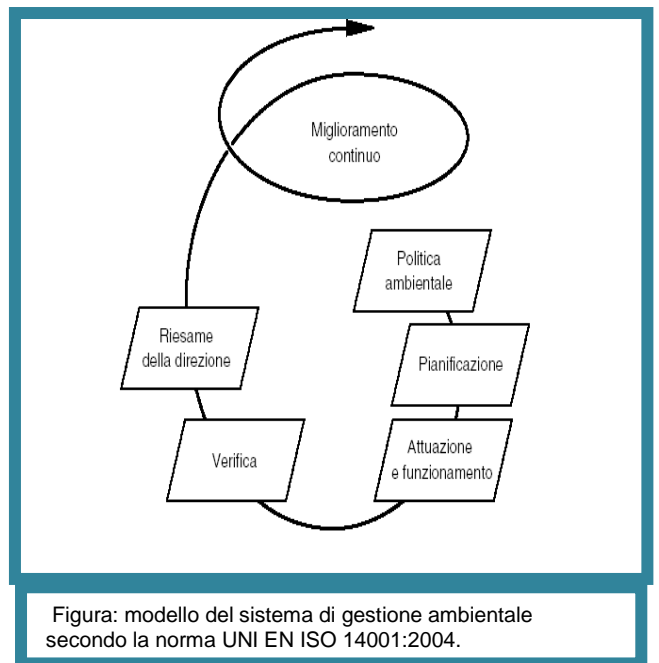 Miglioramento
continuo
Politica
ambientale
Pianificazione
Attuazione
e funzionamento
Verifica
Riesame
della direzione
Figura: modello del sistema di gestione ambientale
secondo la norma UNI EN ISO 14001:2004.